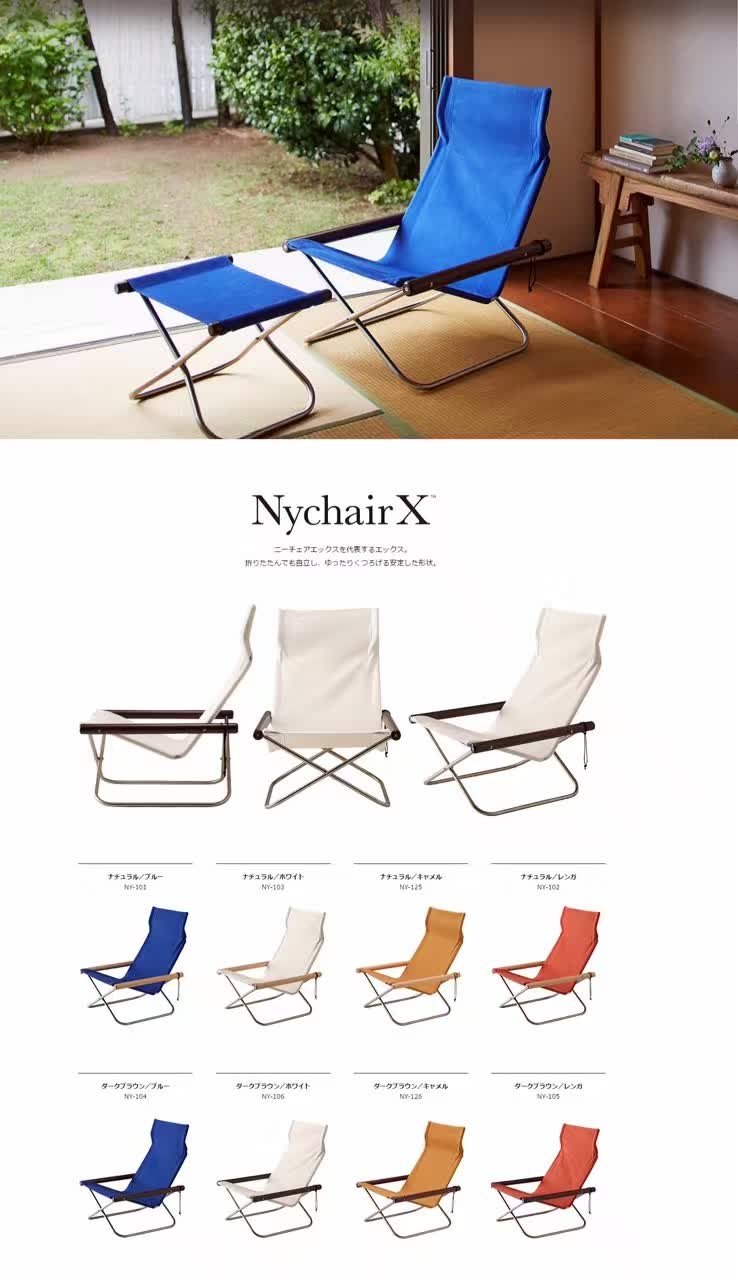 Nychair X™
ニーチェアエックスを代表するエックス。
折りたたんでも自立し、ゆったりくつろげる安定した形状。
ナチュラル／ブルー
NY-101
ナチュラル／ホワイト
NY-103
ナチュラル／キャメル
NY-125
ナチュラル／レンガ
NY-102
ダークブラウン／ブルー
NY-104
ダークブラウン／ホワイト
NY-106
ダークブラウン／キャメル
NY-126
ダークブラウン／レンガ
NY-105